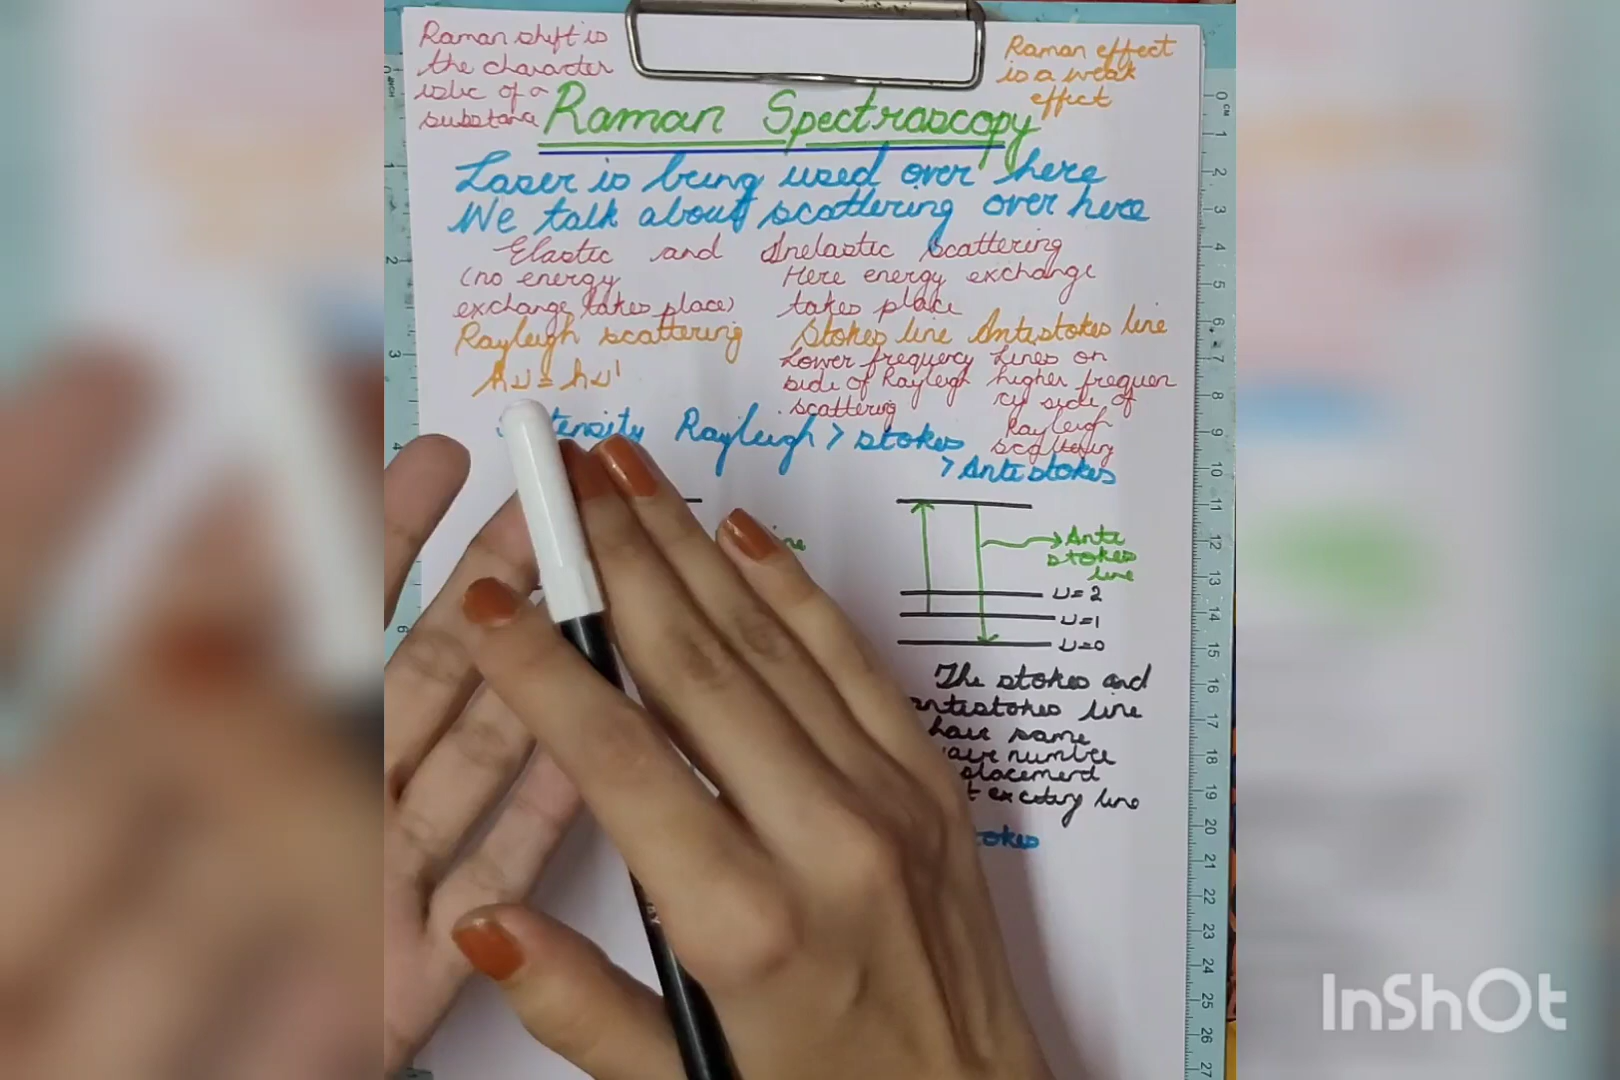 Raman shift is
the character
istic of a
substance
Raman effect
is a weak
effect
Raman Spectroscopy
Laser is being used over here
We talk about scattering over here
Elastic and Inelastic Scattering
(no energy
exchange takes place)
Here energy exchange
takes place
Rayleigh scattering
hν = hν'
Stokes line Antistokes line
Lower frequency
side of Rayleigh
scattering
Lines on
higher frequen
cy side of
Rayleigh
scattering
Rayleigh > stokes
> Antistokes
Anti
stokes
line
υ=2
υ=1
υ=0
The stokes and
antistokes line
have same
exciting line
InShOt